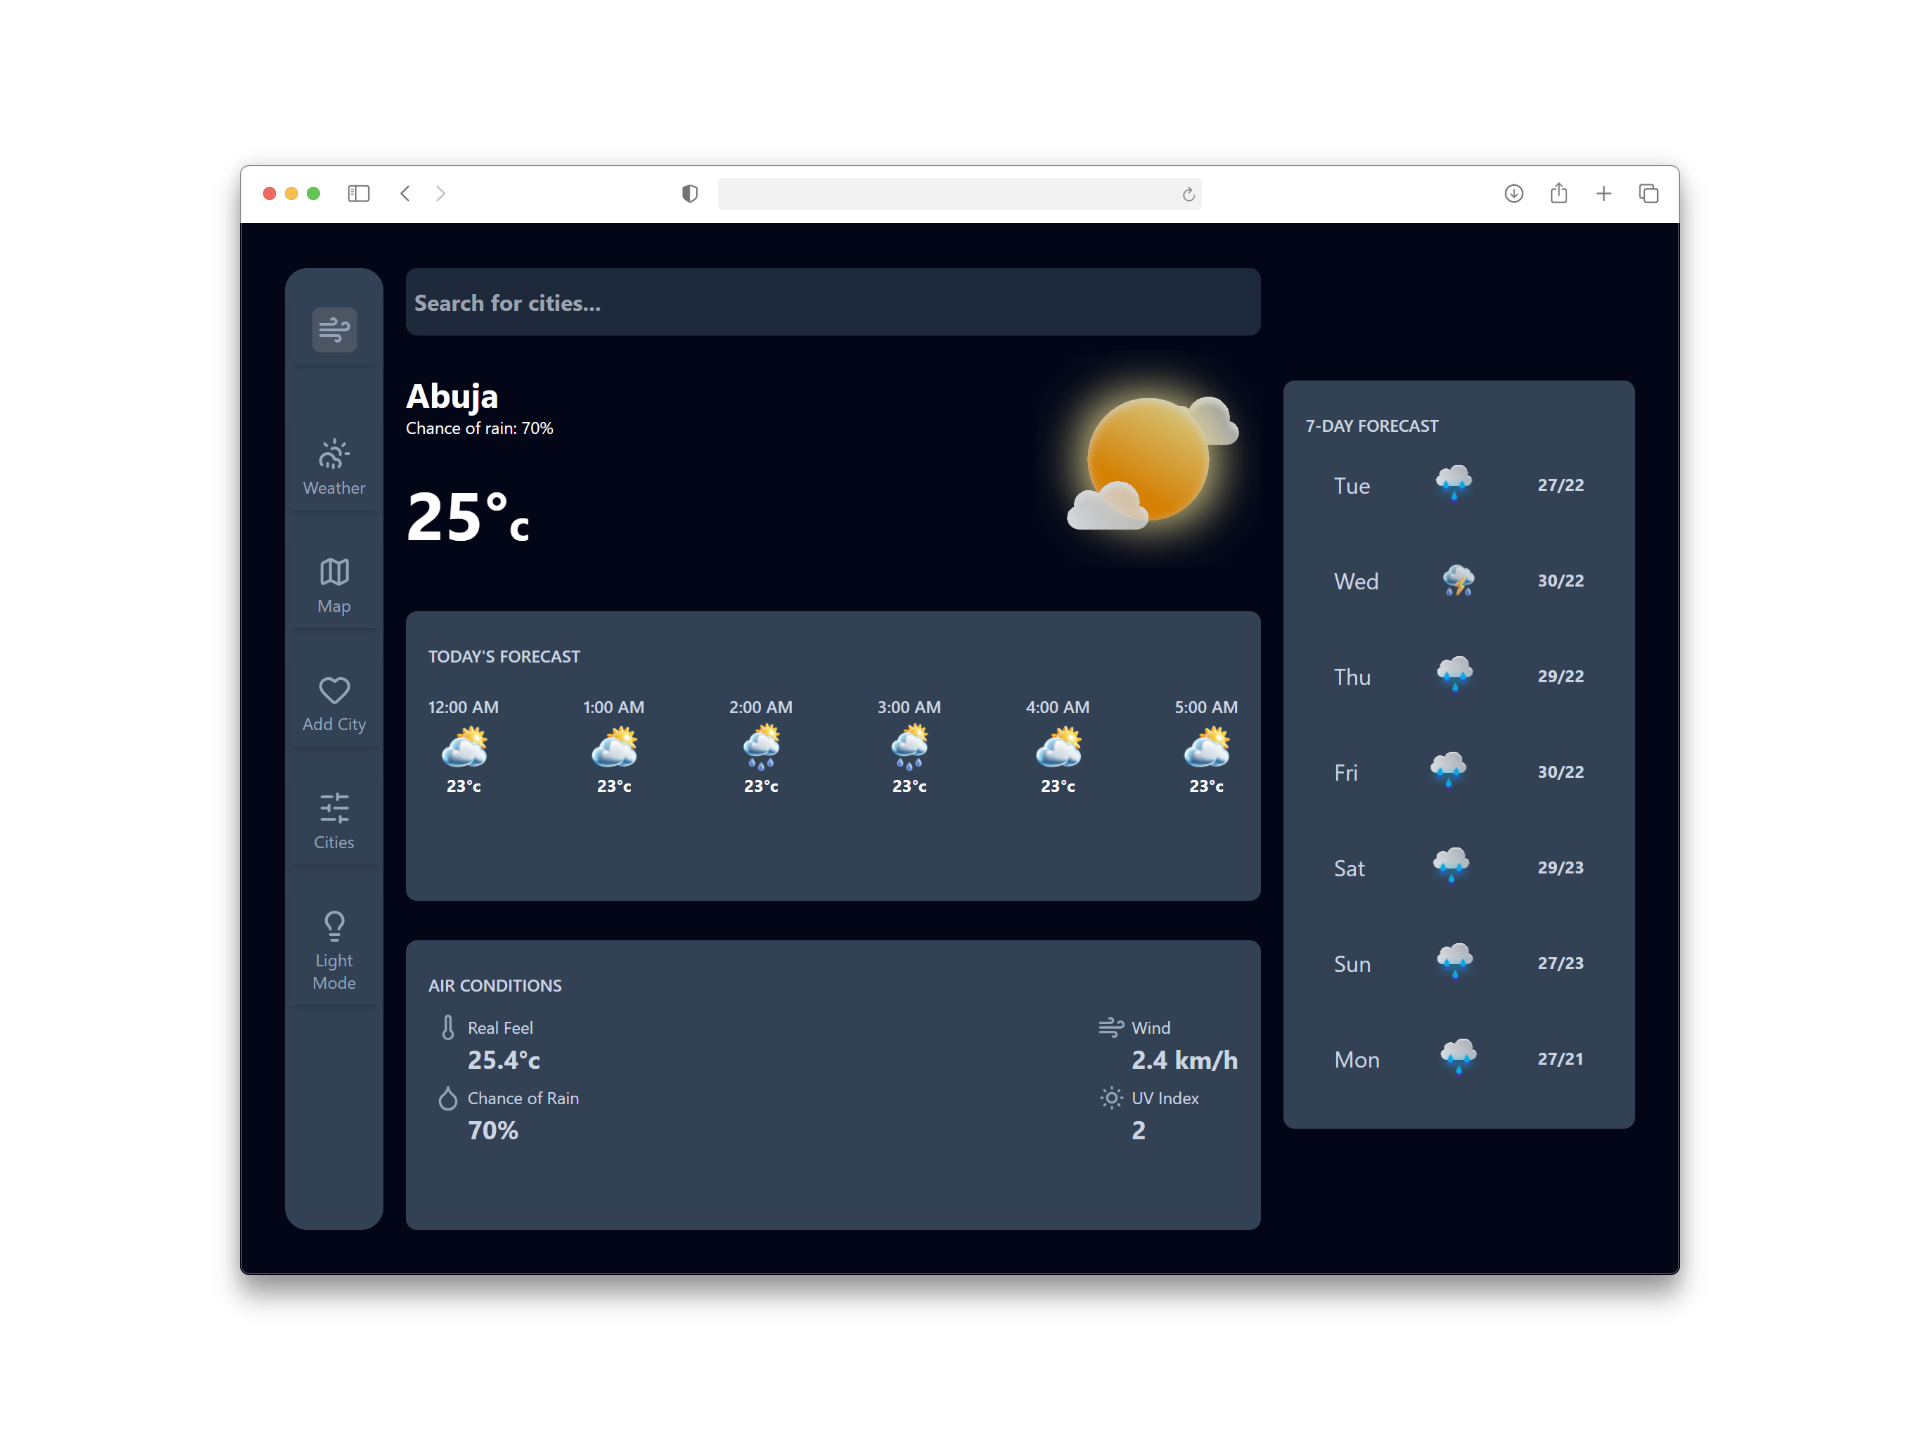 Search for cities...
Weather
Map
Add City
Cities
Light
Mode
Abuja
Chance of rain: 70%
25°c
TODAY'S FORECAST
12:00 AM 1:00 AM 2:00 AM 3:00 AM 4:00 AM 5:00 AM
23°c 23°c 23°c 23°c 23°c 23°c
AIR CONDITIONS
Real Feel
25.4°c
Wind
2.4 km/h
Chance of Rain
70%
UV Index
2
7-DAY FORECAST
Tue 27/22
Wed 30/22
Thu 29/22
Fri 30/22
Sat 29/23
Sun 27/23
Mon 27/21